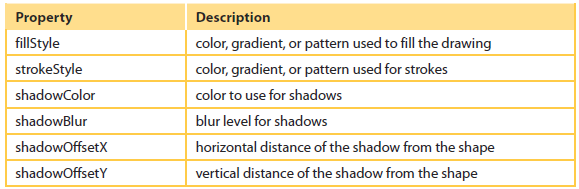 Property Description
fillStyle color, gradient, or pattern used to fill the drawing
strokeStyle color, gradient, or pattern used for strokes
shadowColor color to use for shadows
shadowBlur blur level for shadows
shadowOffsetX horizontal distance of the shadow from the shape
shadowOffsetY vertical distance of the shadow from the shape